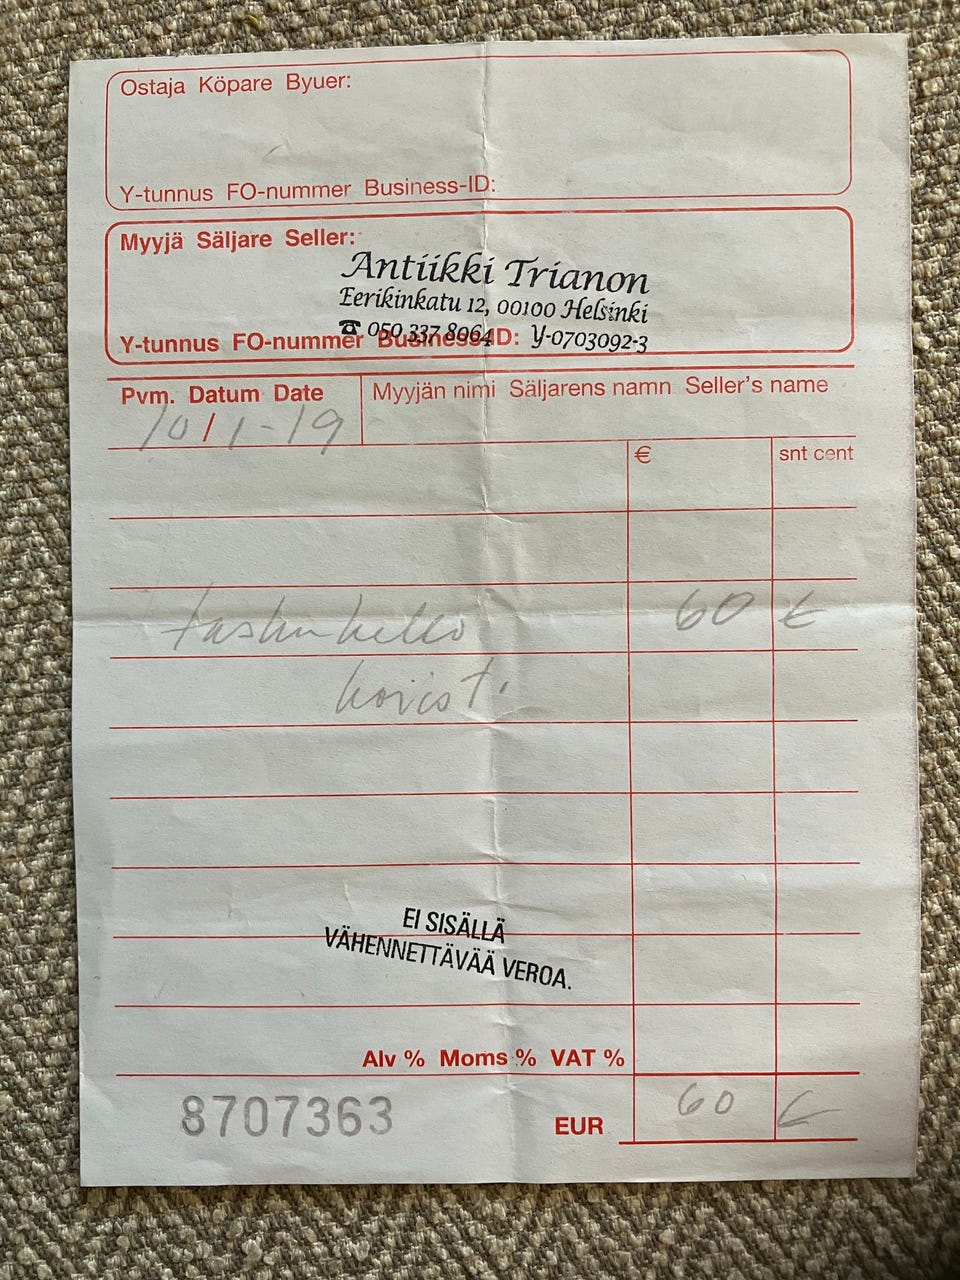 Ostaja Köpare Byuer:
Y-tunnus FO-nummer Business-ID:
Myyjä Säljare Seller:
Antiikki Trianon
Eerikinkatu 12, 00100 Helsinki
☎ 050 337 8064
Y-tunnus FO-nummer Business-ID: Y-0703092-3
Pvm. Datum Date
Myyjän nimi Säljarens namn Seller's name
10/1-19
€ snt cent
taskukello 60 €
korist.
EI SISÄLLÄ
VÄHENNETTÄVÄÄ VEROA.
Alv % Moms % VAT %
8707363
EUR 60 €